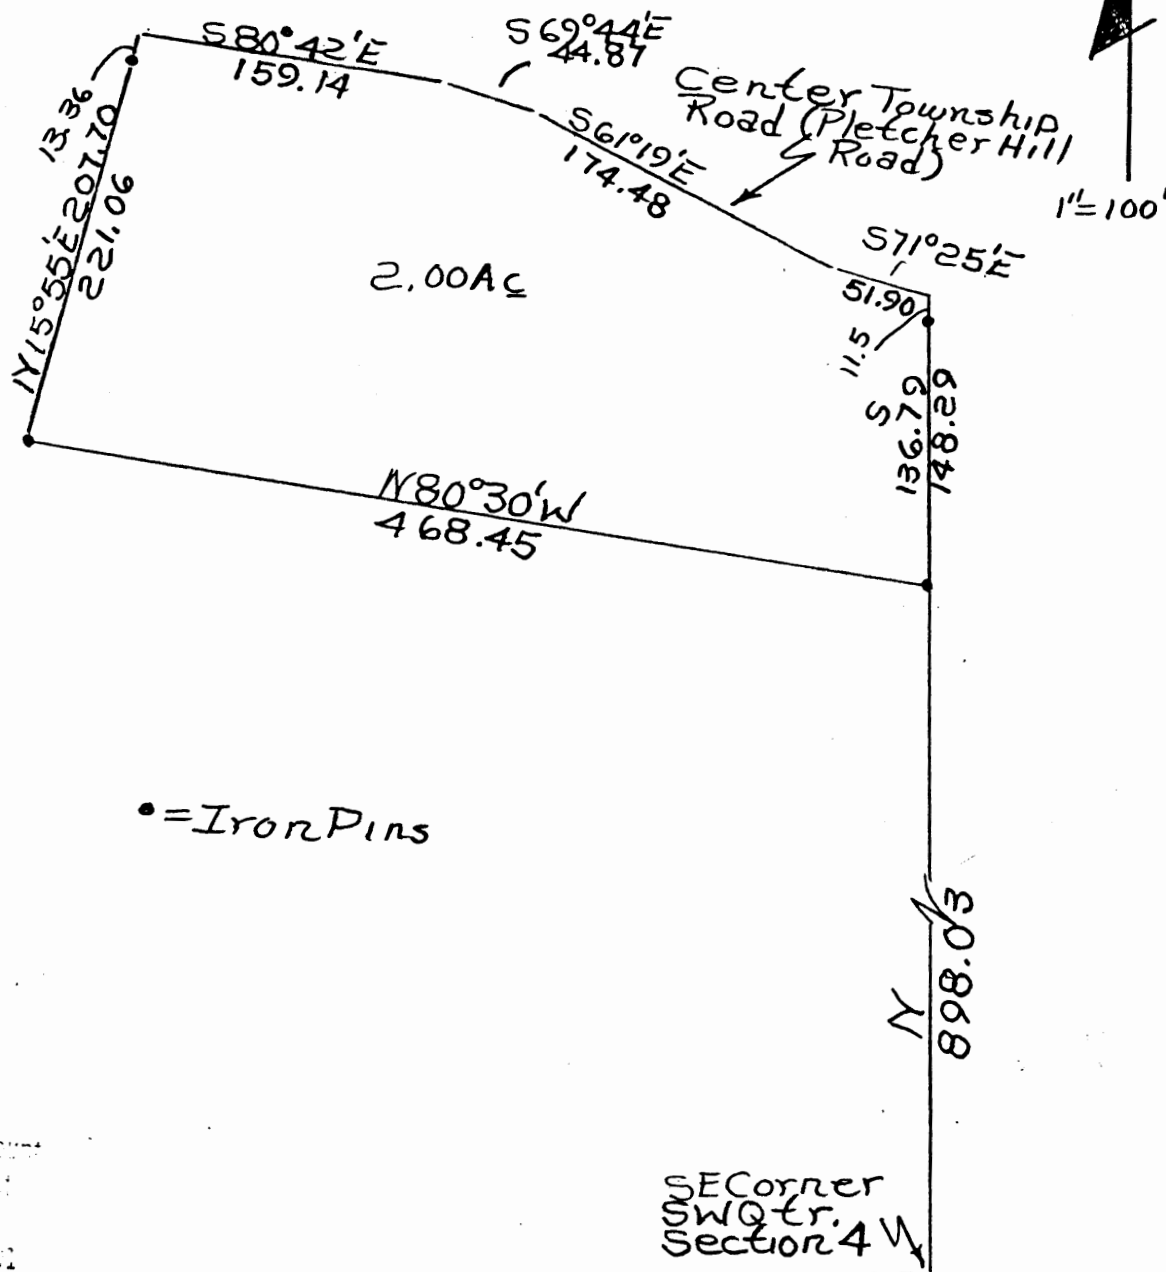 S80°42'E
159.14
S69°44'E
44.87
Center Township
Road (Pletcher Hill
Road)
S61°19'E
174.48
1"=100'
S71°25'E
51.90
13.36
N15°55'E 207.70
221.06
2.00Ac
11.5
S
136.79
148.29
N80°30'W
468.45
•=Iron Pins
N
898.03
SE Corner
SW Qtr.
Section 4